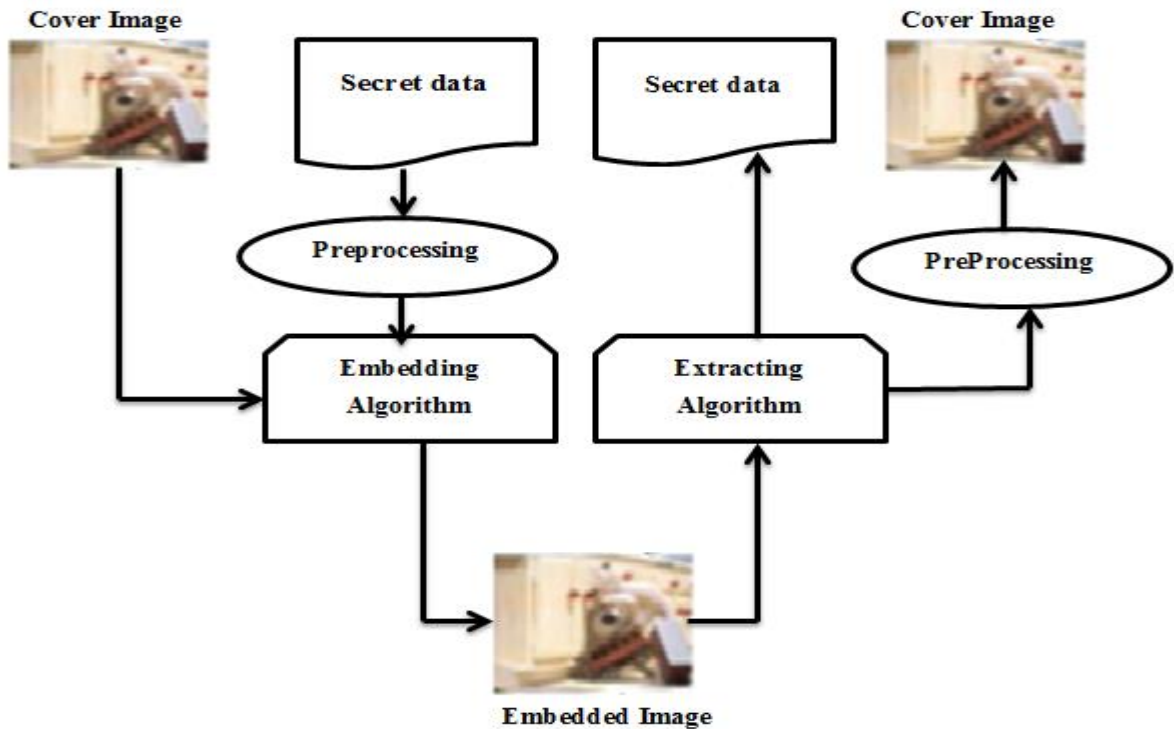 Cover Image
Cover Image
Secret data
Secret data
Preprocessing
PreProcessing
Embedding
Algorithm
Extracting
Algorithm
Embedded Image